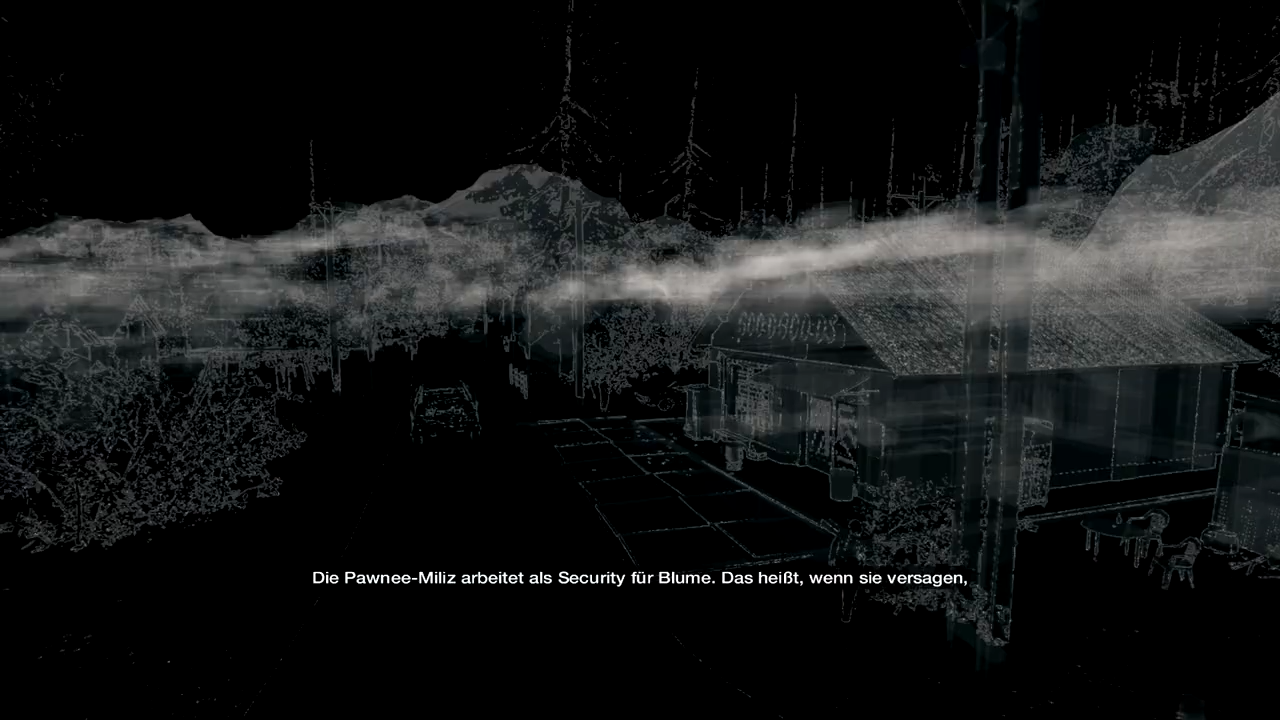 Die Pawnee-Miliz arbeitet als Security für Blume. Das heißt, wenn sie versagen,